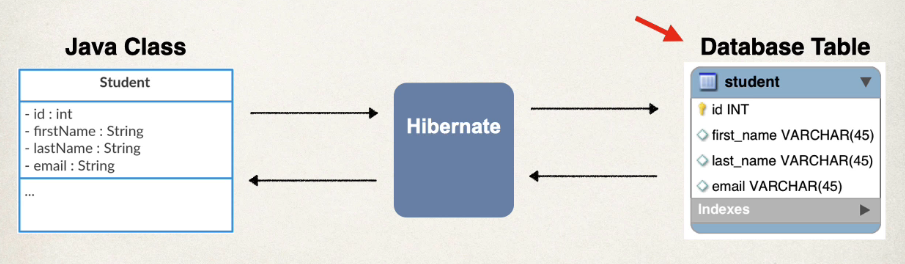 Java Class
Student
- id : int
- firstName : String
- lastName : String
- email : String
...
Hibernate
Database Table
student
id INT
first_name VARCHAR(45)
last_name VARCHAR(45)
email VARCHAR(45)
Indexes